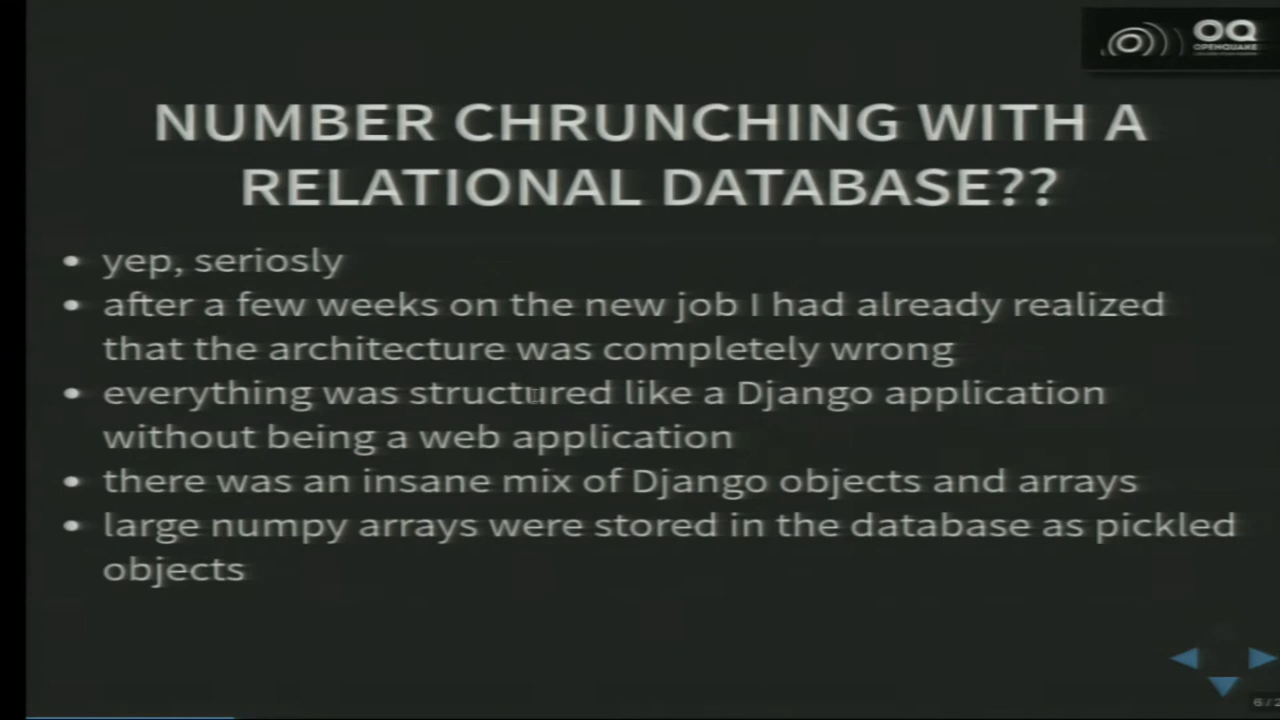 OQ
OPENQUAKE
NUMBER CHRUNCHING WITH A
RELATIONAL DATABASE??
• yep, seriosly
• after a few weeks on the new job I had already realized
that the architecture was completely wrong
• everything was structured like a Django application
without being a web application
• there was an insane mix of Django objects and arrays
• large numpy arrays were stored in the database as pickled
objects